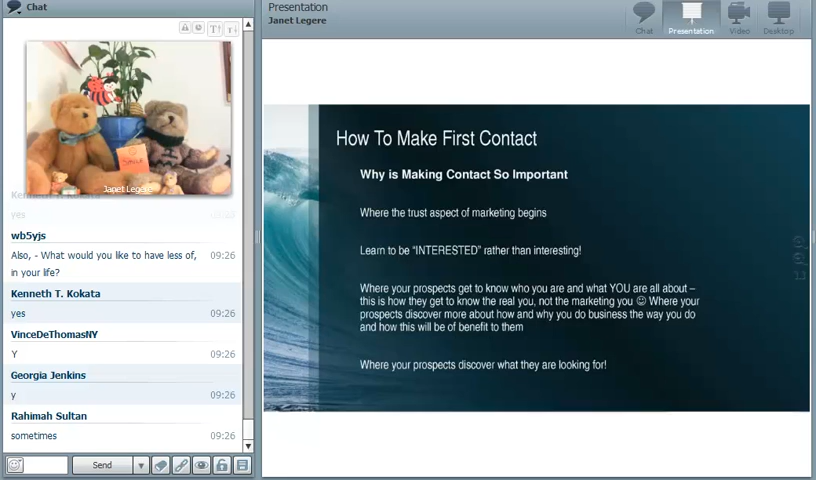 Chat
Janet Legere
Kenneth T. Kokata
yes
wb5yjs
Also, - What would you like to have less of, 09:26
in your life?
Kenneth T. Kokata
yes 09:26
VinceDeThomasNY
Y 09:26
Georgia Jenkins
y 09:26
Rahimah Sultan
sometimes 09:26
Send
Presentation
Janet Legere
Chat
Presentation
Video
Desktop
How To Make First Contact
Why is Making Contact So Important
Where the trust aspect of marketing begins
Learn to be “INTERESTED” rather than interesting!
Where your prospects get to know who you are and what YOU are all about –
this is how they get to know the real you, not the marketing you ☺ Where your
prospects discover more about how and why you do business the way you do
and how this will be of benefit to them
Where your prospects discover what they are looking for!